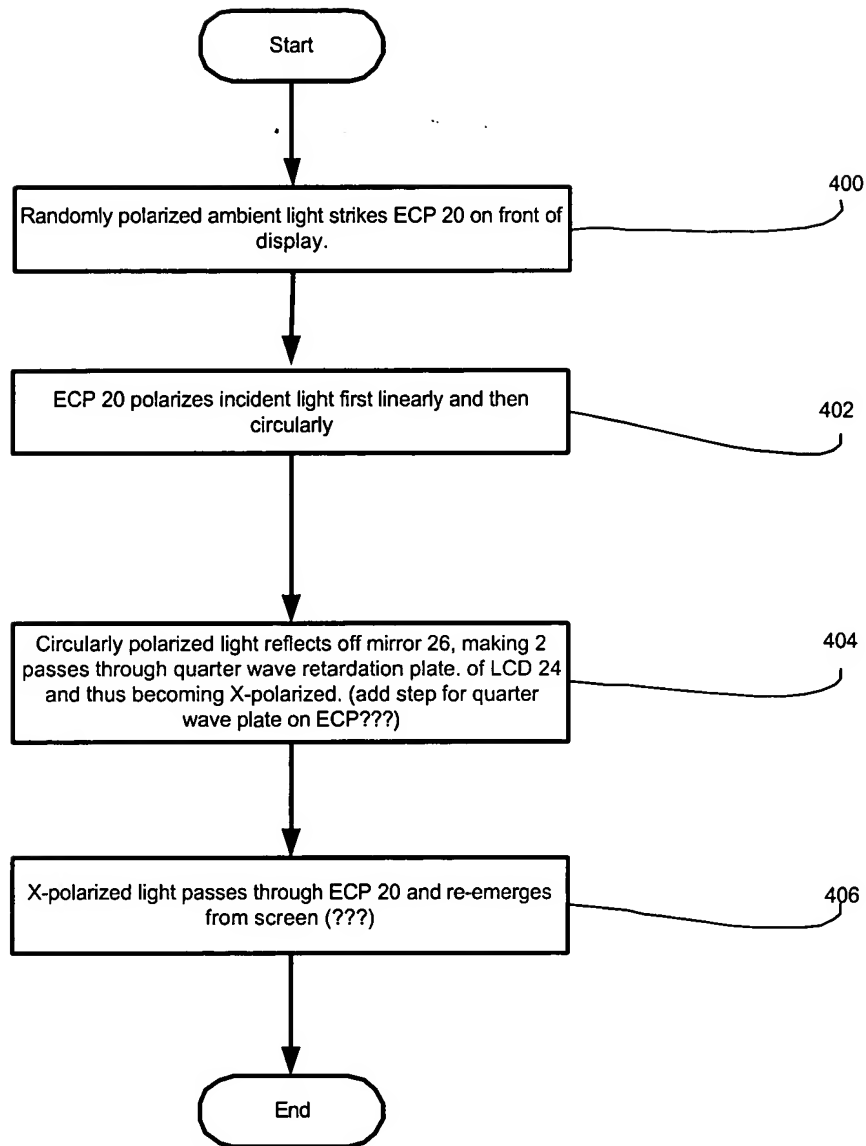 Start
400
Randomly polarized ambient light strikes ECP 20 on front of
display.
ECP 20 polarizes incident light first linearly and then
circularly
402
Circularly polarized light reflects off mirror 26, making 2
passes through quarter wave retardation plate. of LCD 24
and thus becoming X-polarized. (add step for quarter
wave plate on ECP???)
404
X-polarized light passes through ECP 20 and re-emerges
from screen (???)
406
End